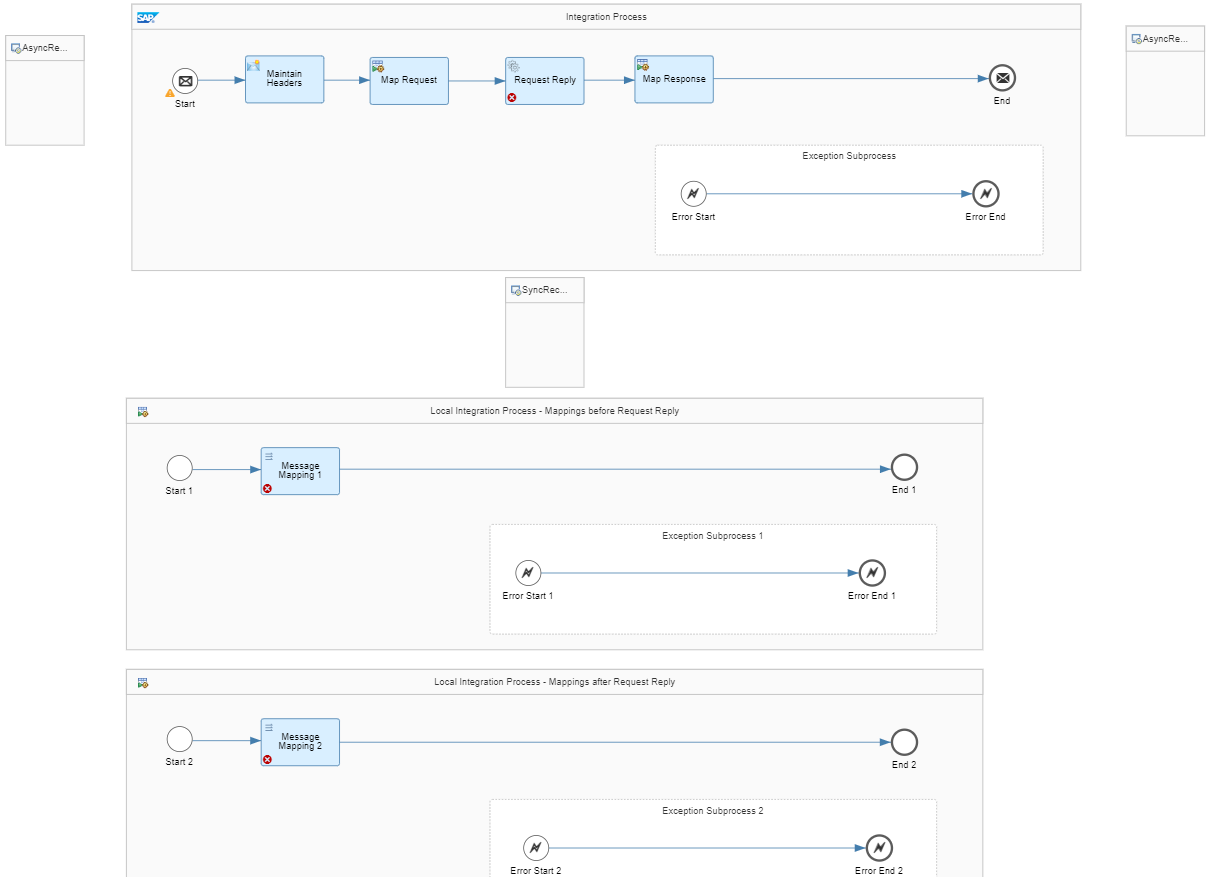 SAP
Integration Process
AsyncRe...
AsyncRe...
Maintain
Headers
Map Request
Request Reply
Map Response
Start
End
Exception Subprocess
Error Start
Error End
SyncRec...
Local Integration Process - Mappings before Request Reply
Message
Mapping 1
Start 1
End 1
Exception Subprocess 1
Error Start 1
Error End 1
Local Integration Process - Mappings after Request Reply
Message
Mapping 2
Start 2
End 2
Exception Subprocess 2
Error Start 2
Error End 2